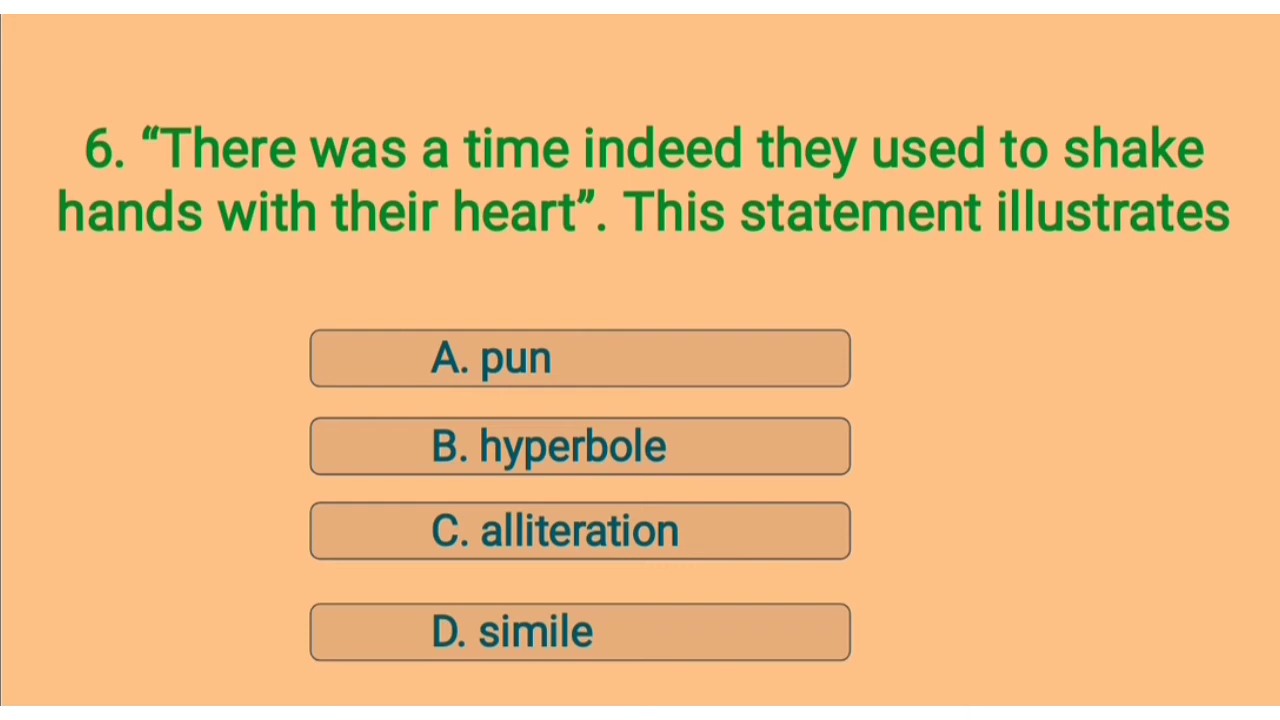 6. “There was a time indeed they used to shake
hands with their heart”. This statement illustrates
A. pun
B. hyperbole
C. alliteration
D. simile